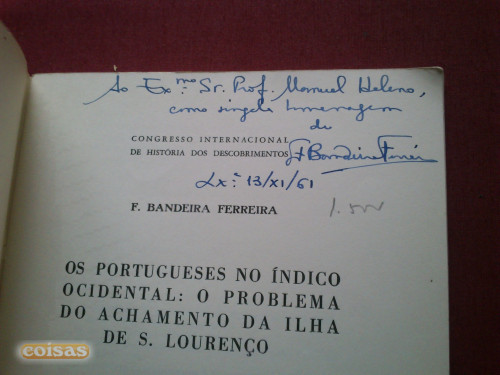 Ao Exmo. Sr. Prof. Manuel Heleno,
como singela homenagem
de
CONGRESSO INTERNACIONAL
DE HISTÓRIA DOS DESCOBRIMENTOS
F Bandeira Ferreira
Lx.ª 13/XI/61
F. BANDEIRA FERREIRA
OS PORTUGUESES NO ÍNDICO
OCIDENTAL: O PROBLEMA
DO ACHAMENTO DA ILHA
DE S. LOURENÇO
coisas